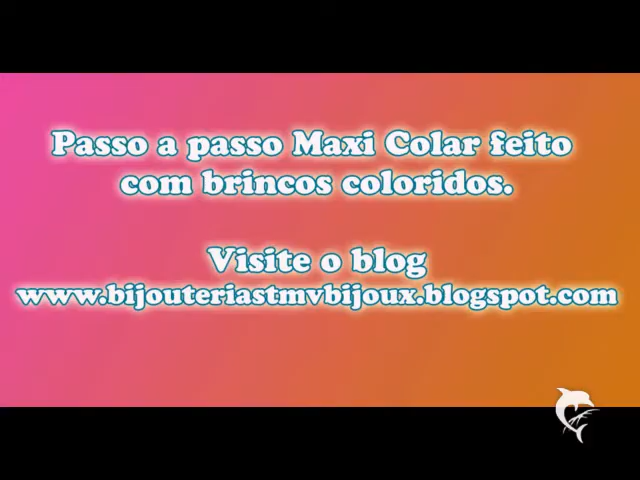 Passo a passo Maxi Colar feito
com brincos coloridos.
Visite o blog
www.bijouteriastmvbijoux.blogspot.com